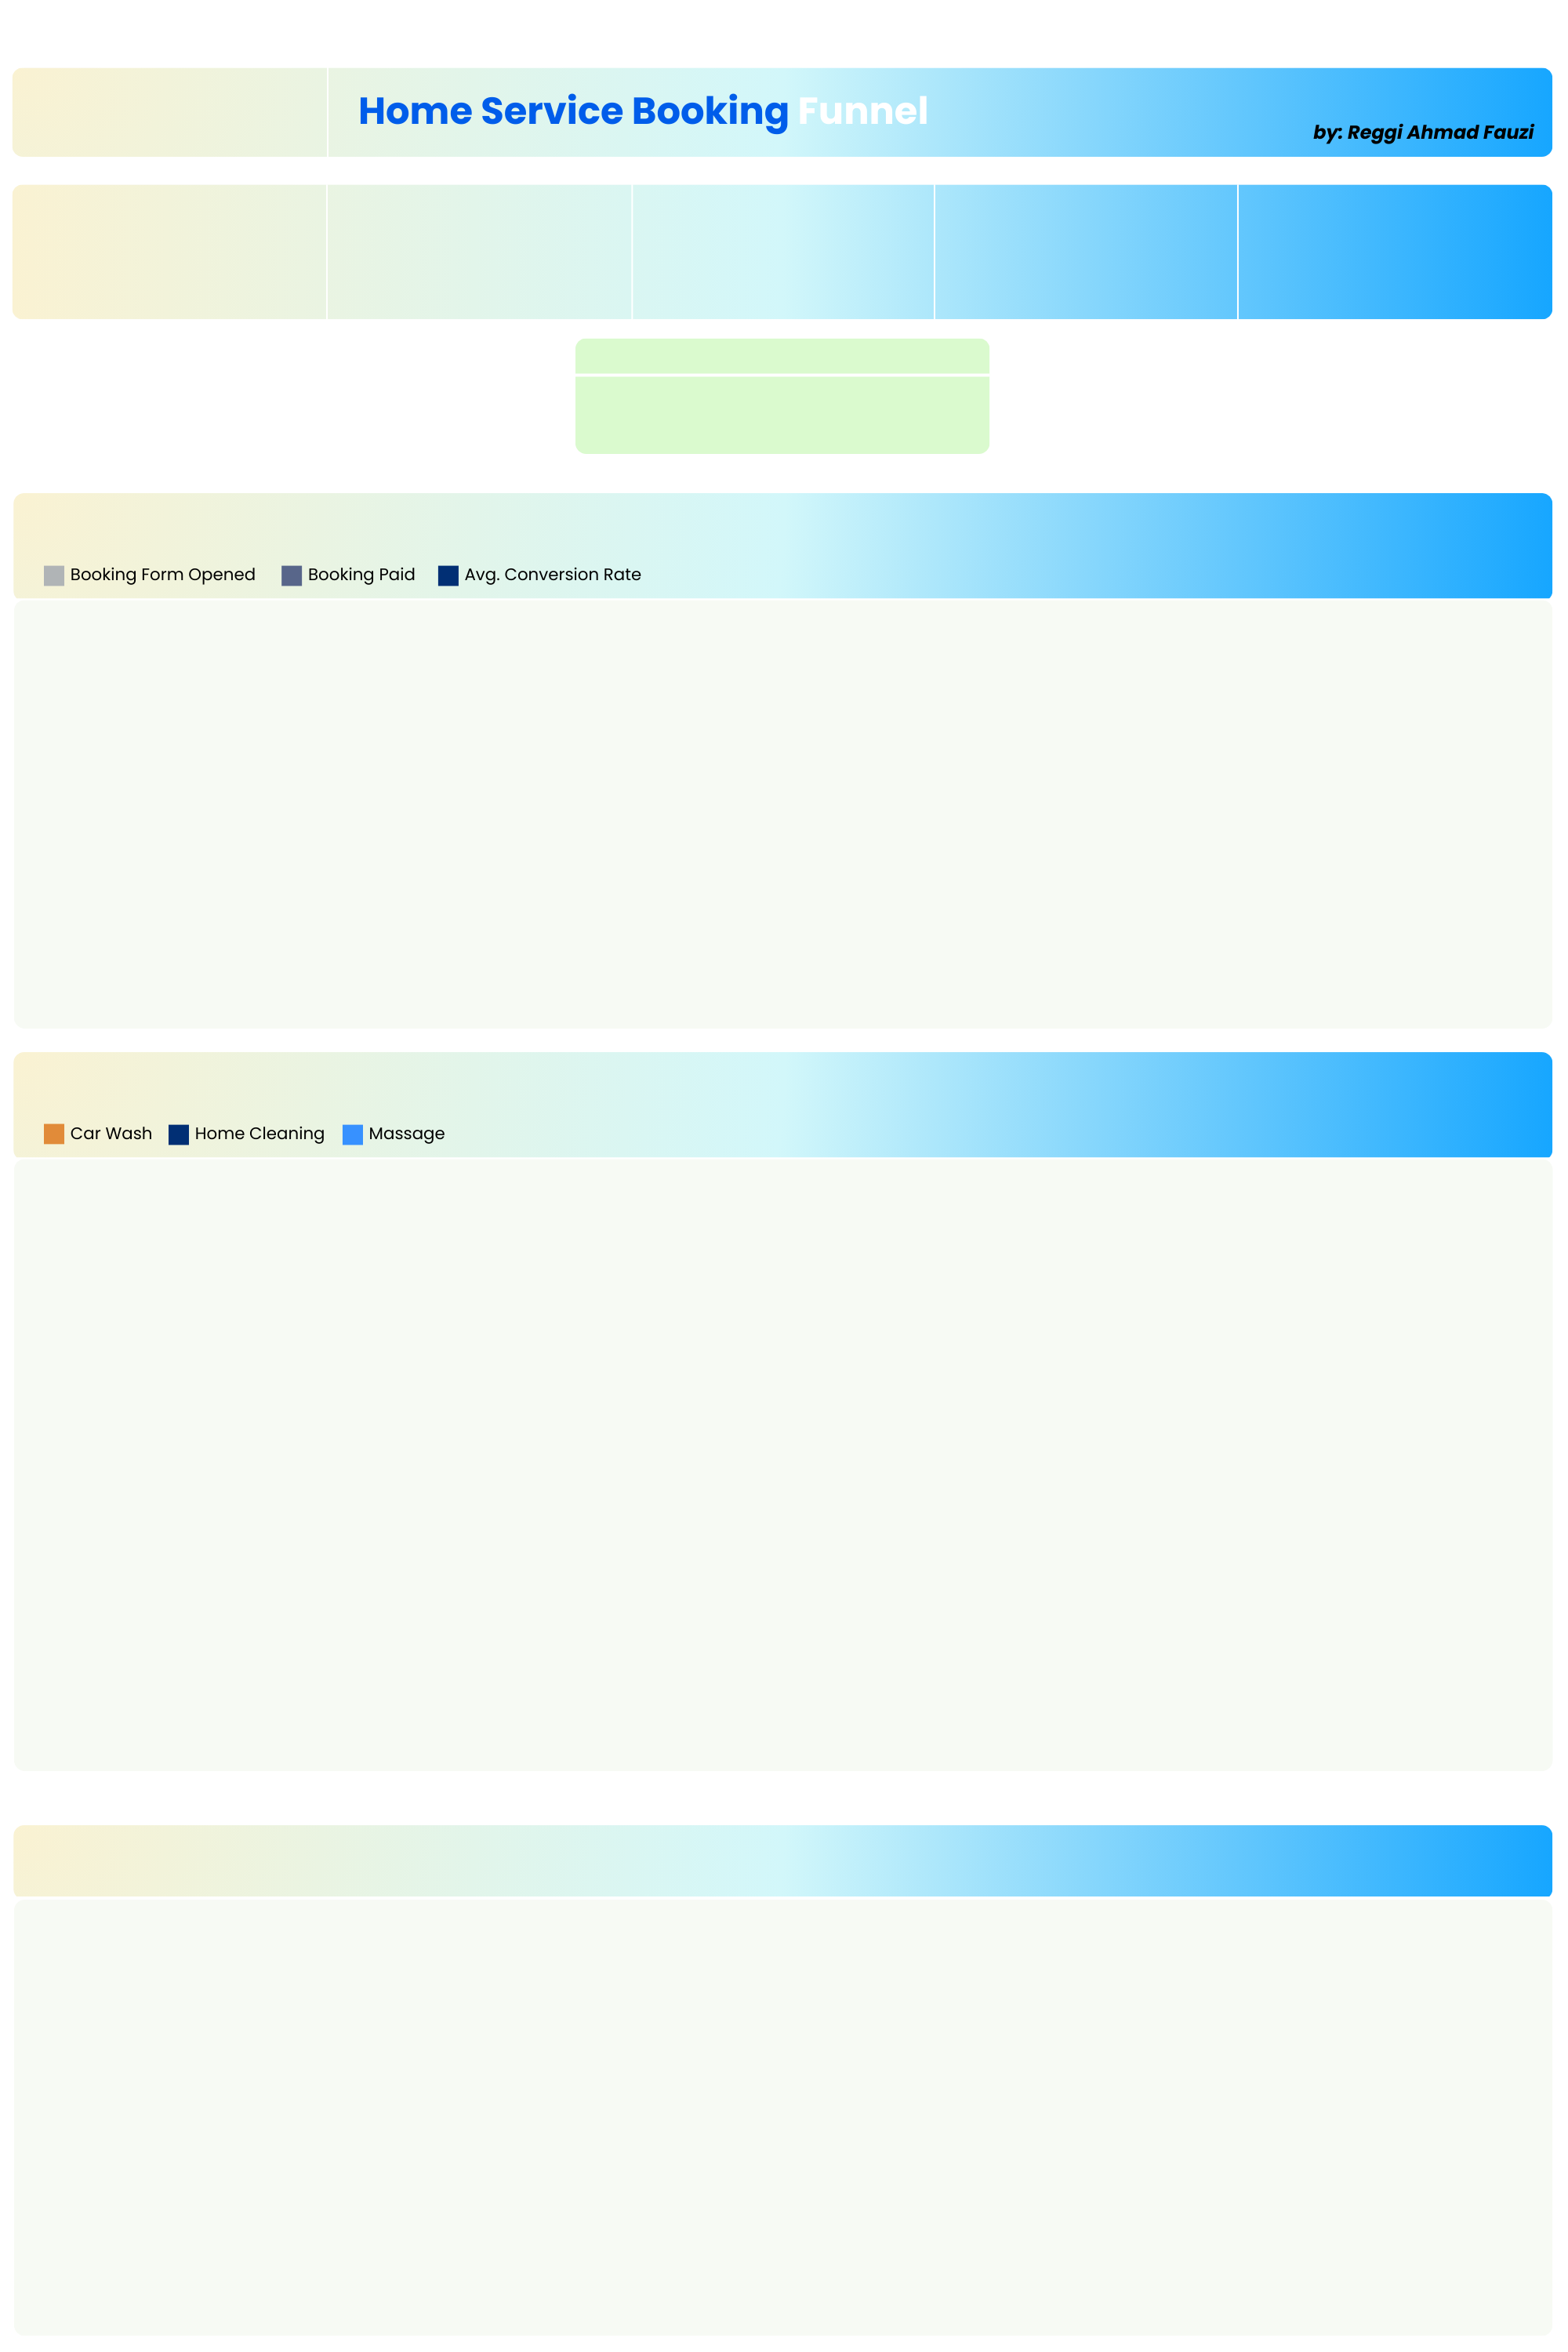 Home Service Booking Funnel
by: Reggi Ahmad Fauzi
Booking Form Opened Booking Paid Avg. Conversion Rate
Car Wash Home Cleaning Massage